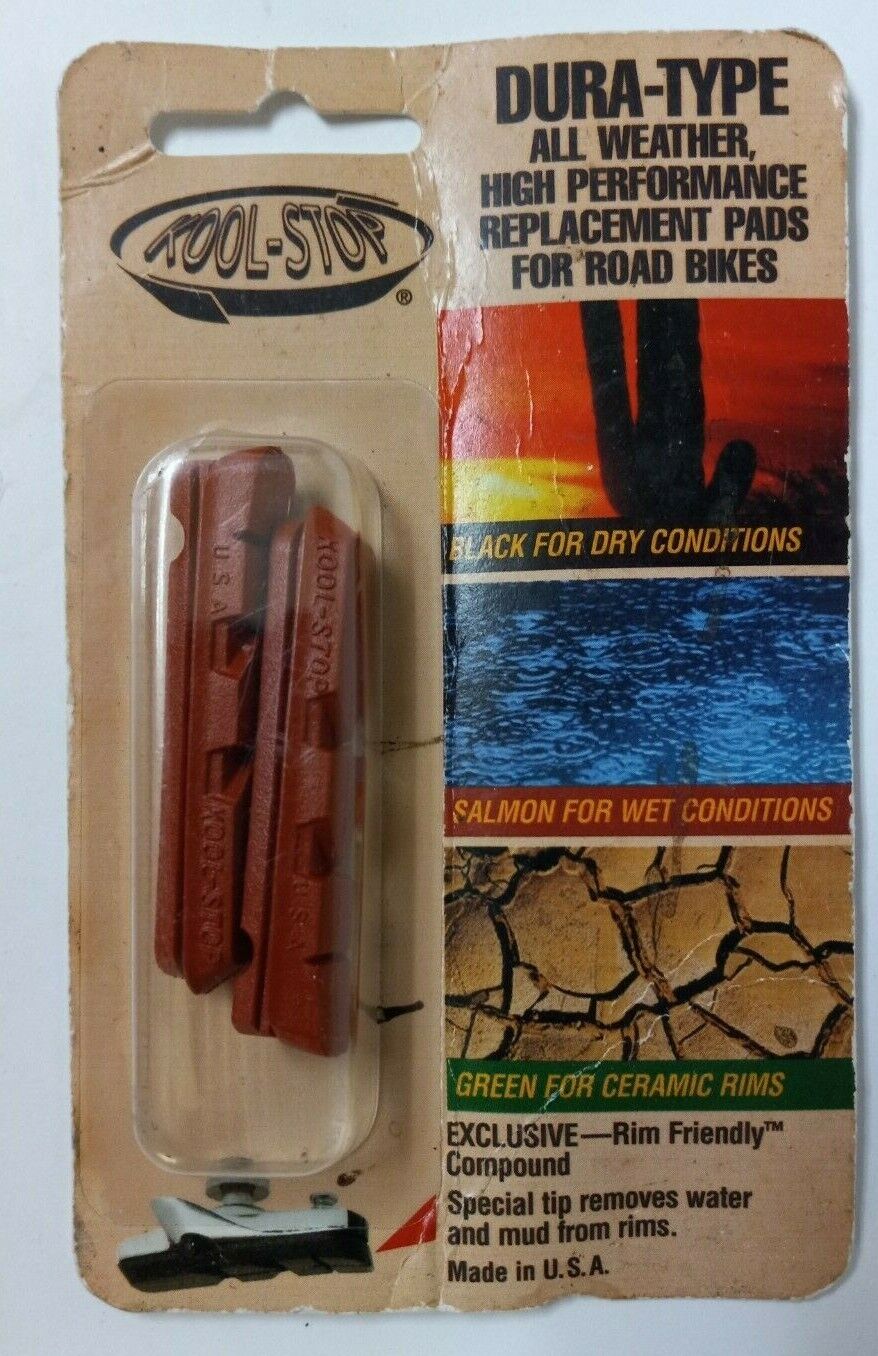 KOOL-STOP
®
DURA-TYPE
ALL WEATHER,
HIGH PERFORMANCE
REPLACEMENT PADS
FOR ROAD BIKES
BLACK FOR DRY CONDITIONS
SALMON FOR WET CONDITIONS
GREEN FOR CERAMIC RIMS
EXCLUSIVE—Rim Friendly™
Compound
Special tip removes water
and mud from rims.
Made in U.S.A.
USA
KOOL-STOP
KOOL-STOP
USA